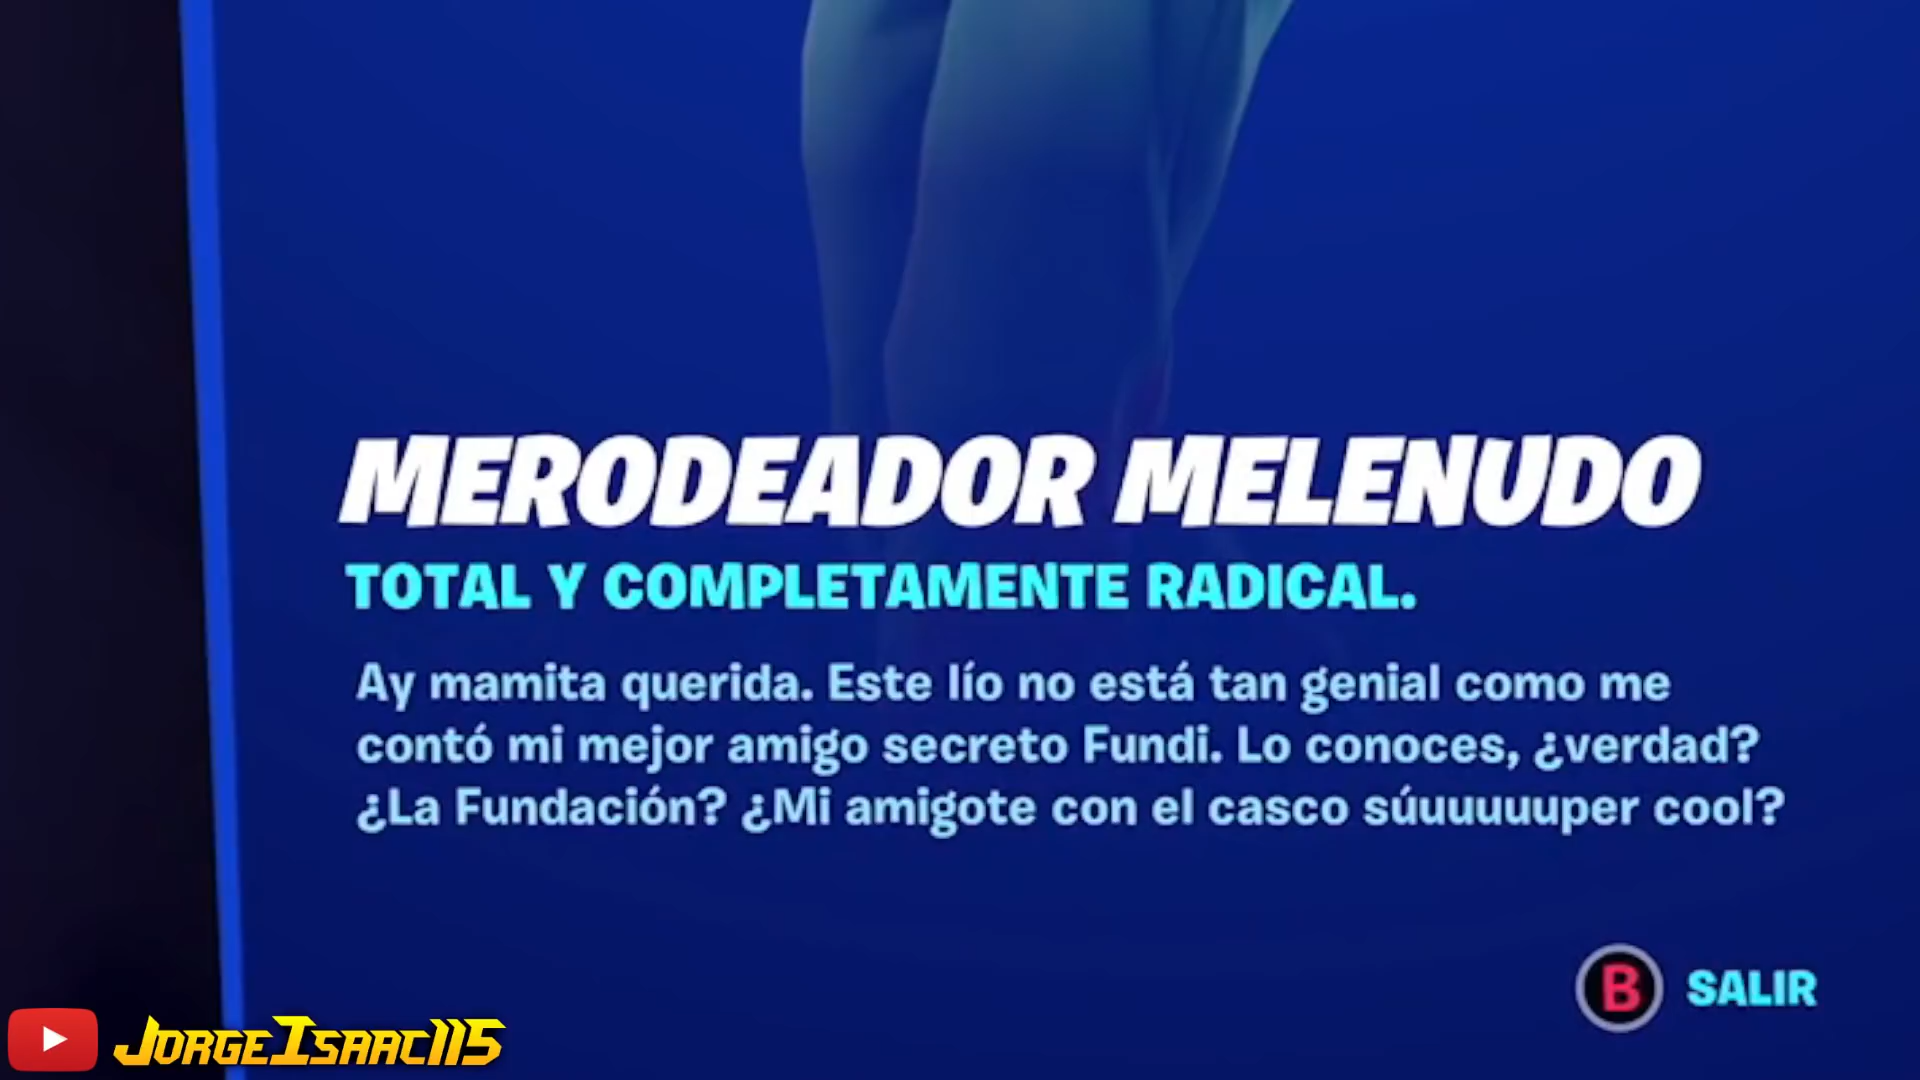 MERODEADOR MELENUDO
TOTAL Y COMPLETAMENTE RADICAL.
Ay mamita querida. Este lío no está tan genial como me
contó mi mejor amigo secreto Fundi. Lo conoces, ¿verdad?
¿La Fundación? ¿Mi amigote con el casco súuuuuuper cool?
B SALIR
JORGEISAAC115